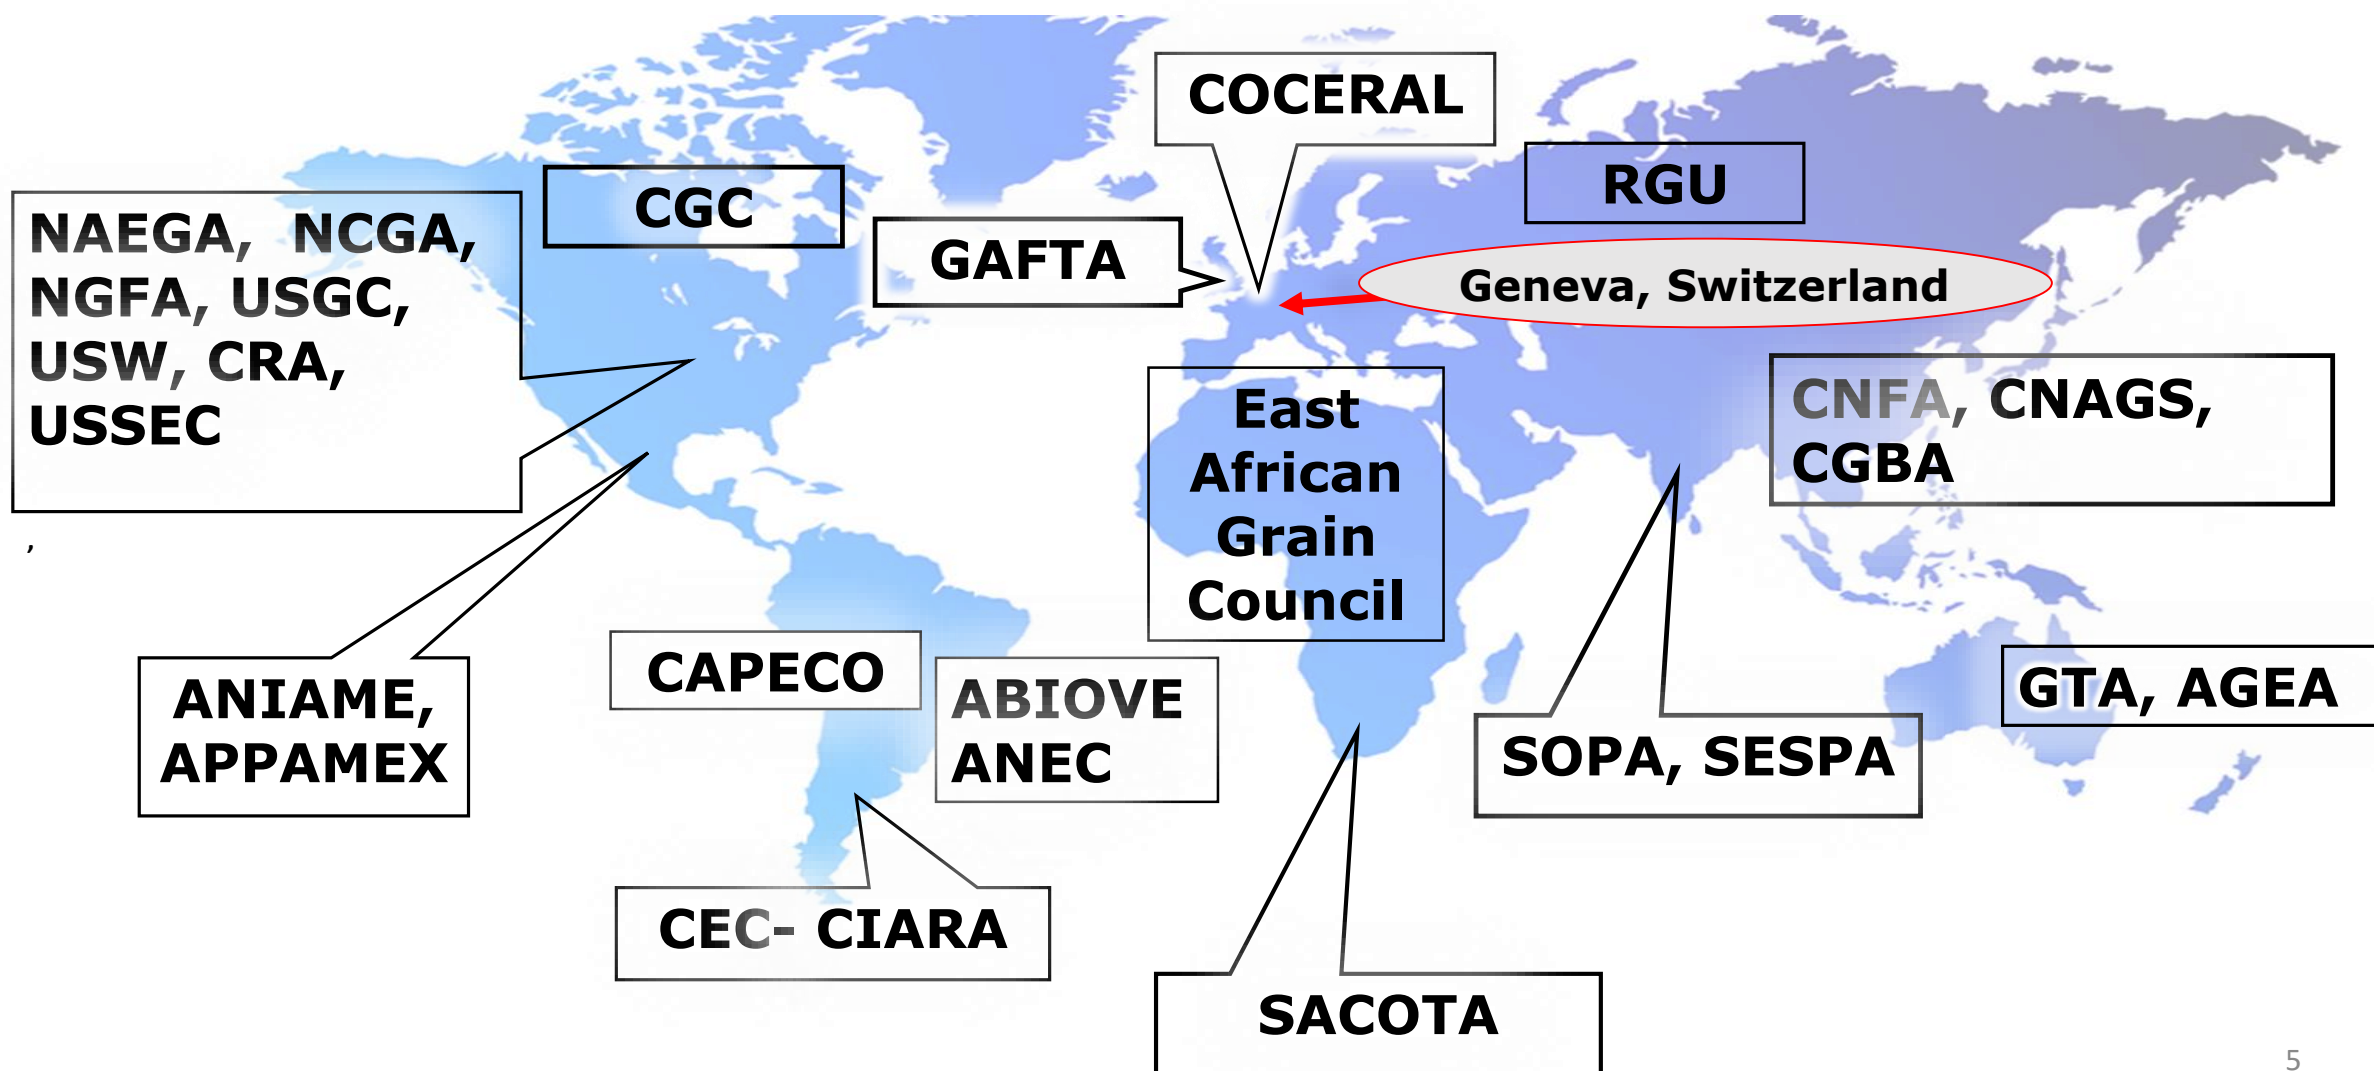 COCERAL
RGU
CGC
NAEGA, NCGA,
NGFA, USGC,
USW, CRA,
USSEC
,
GAFTA
Geneva, Switzerland
East
African
Grain
Council
CNFA, CNAGS,
CGBA
ANIAME,
APPAMEX
CAPECO
ABIOVE
ANEC
SOPA, SESPA
GTA, AGEA
CEC- CIARA
SACOTA
5